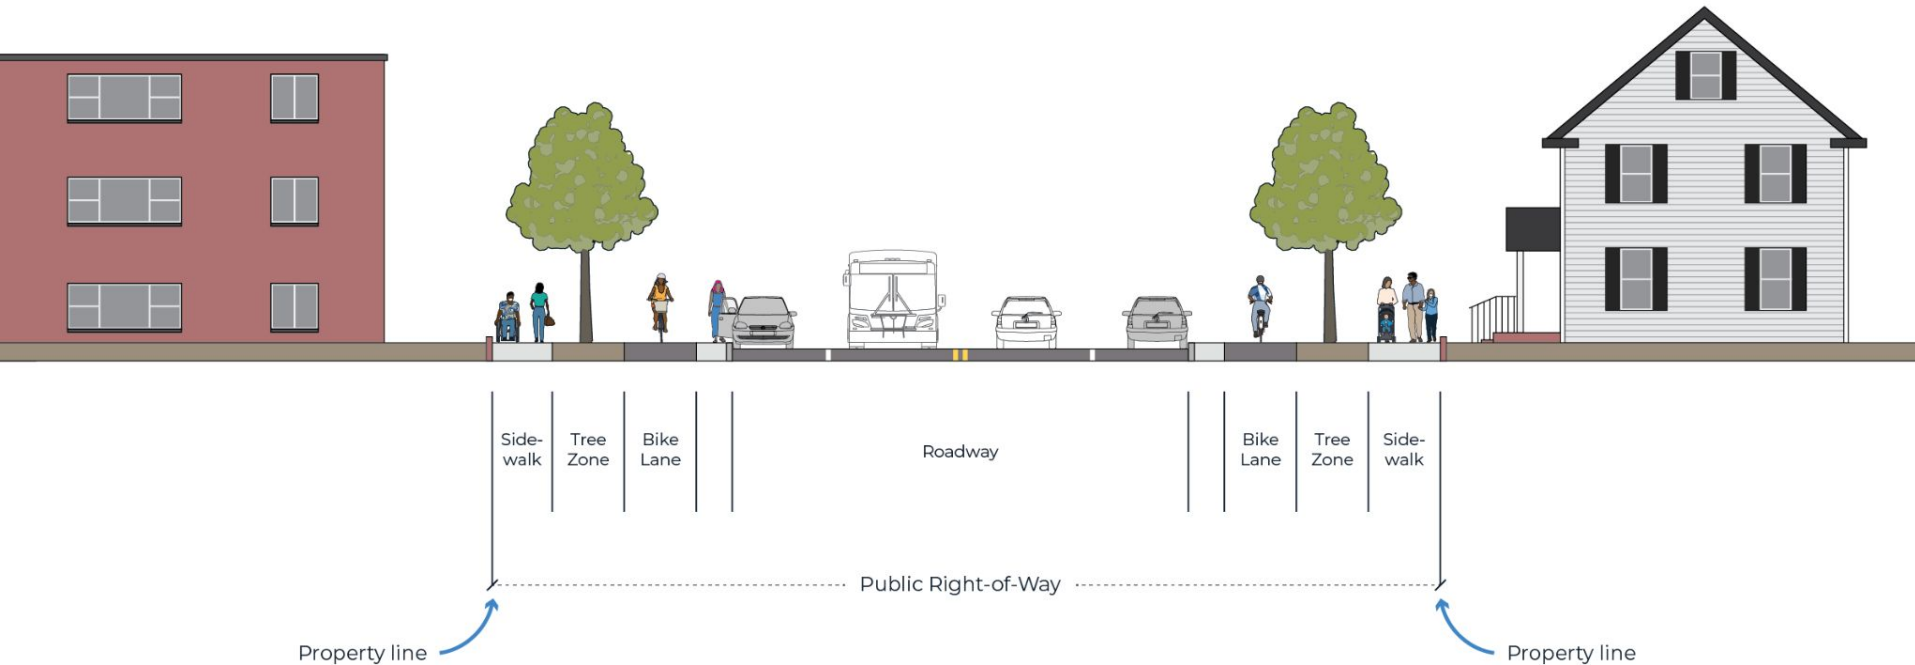 Side-
walk
Tree
Zone
Bike
Lane
Roadway
Bike
Lane
Tree
Zone
Side-
walk
Public Right-of-Way
Property line
Property line